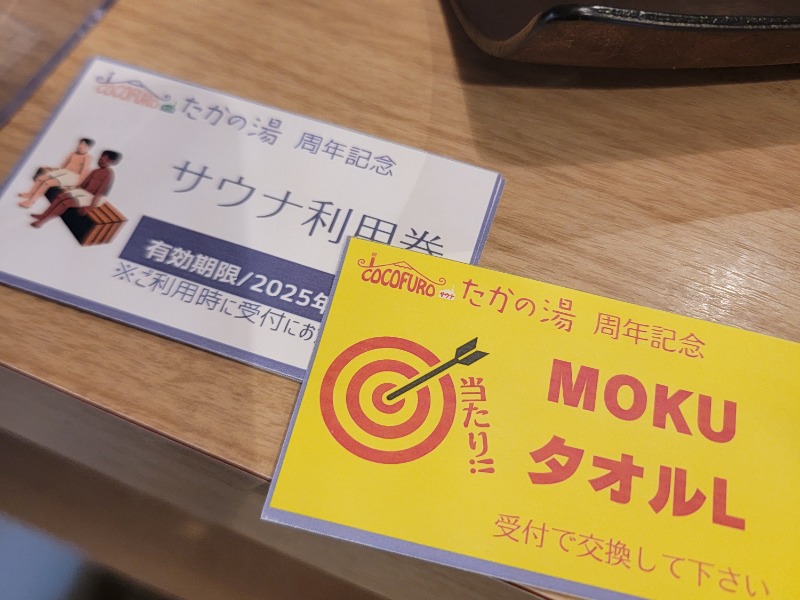 COCOFURO たかの湯 周年記念
サウナ利用券
有効期限/2025年
※ご利用時に受付にお
COCOFURO サウナ たかの湯 周年記念
当たり!!
MOKU
タオルL
受付で交換して下さい